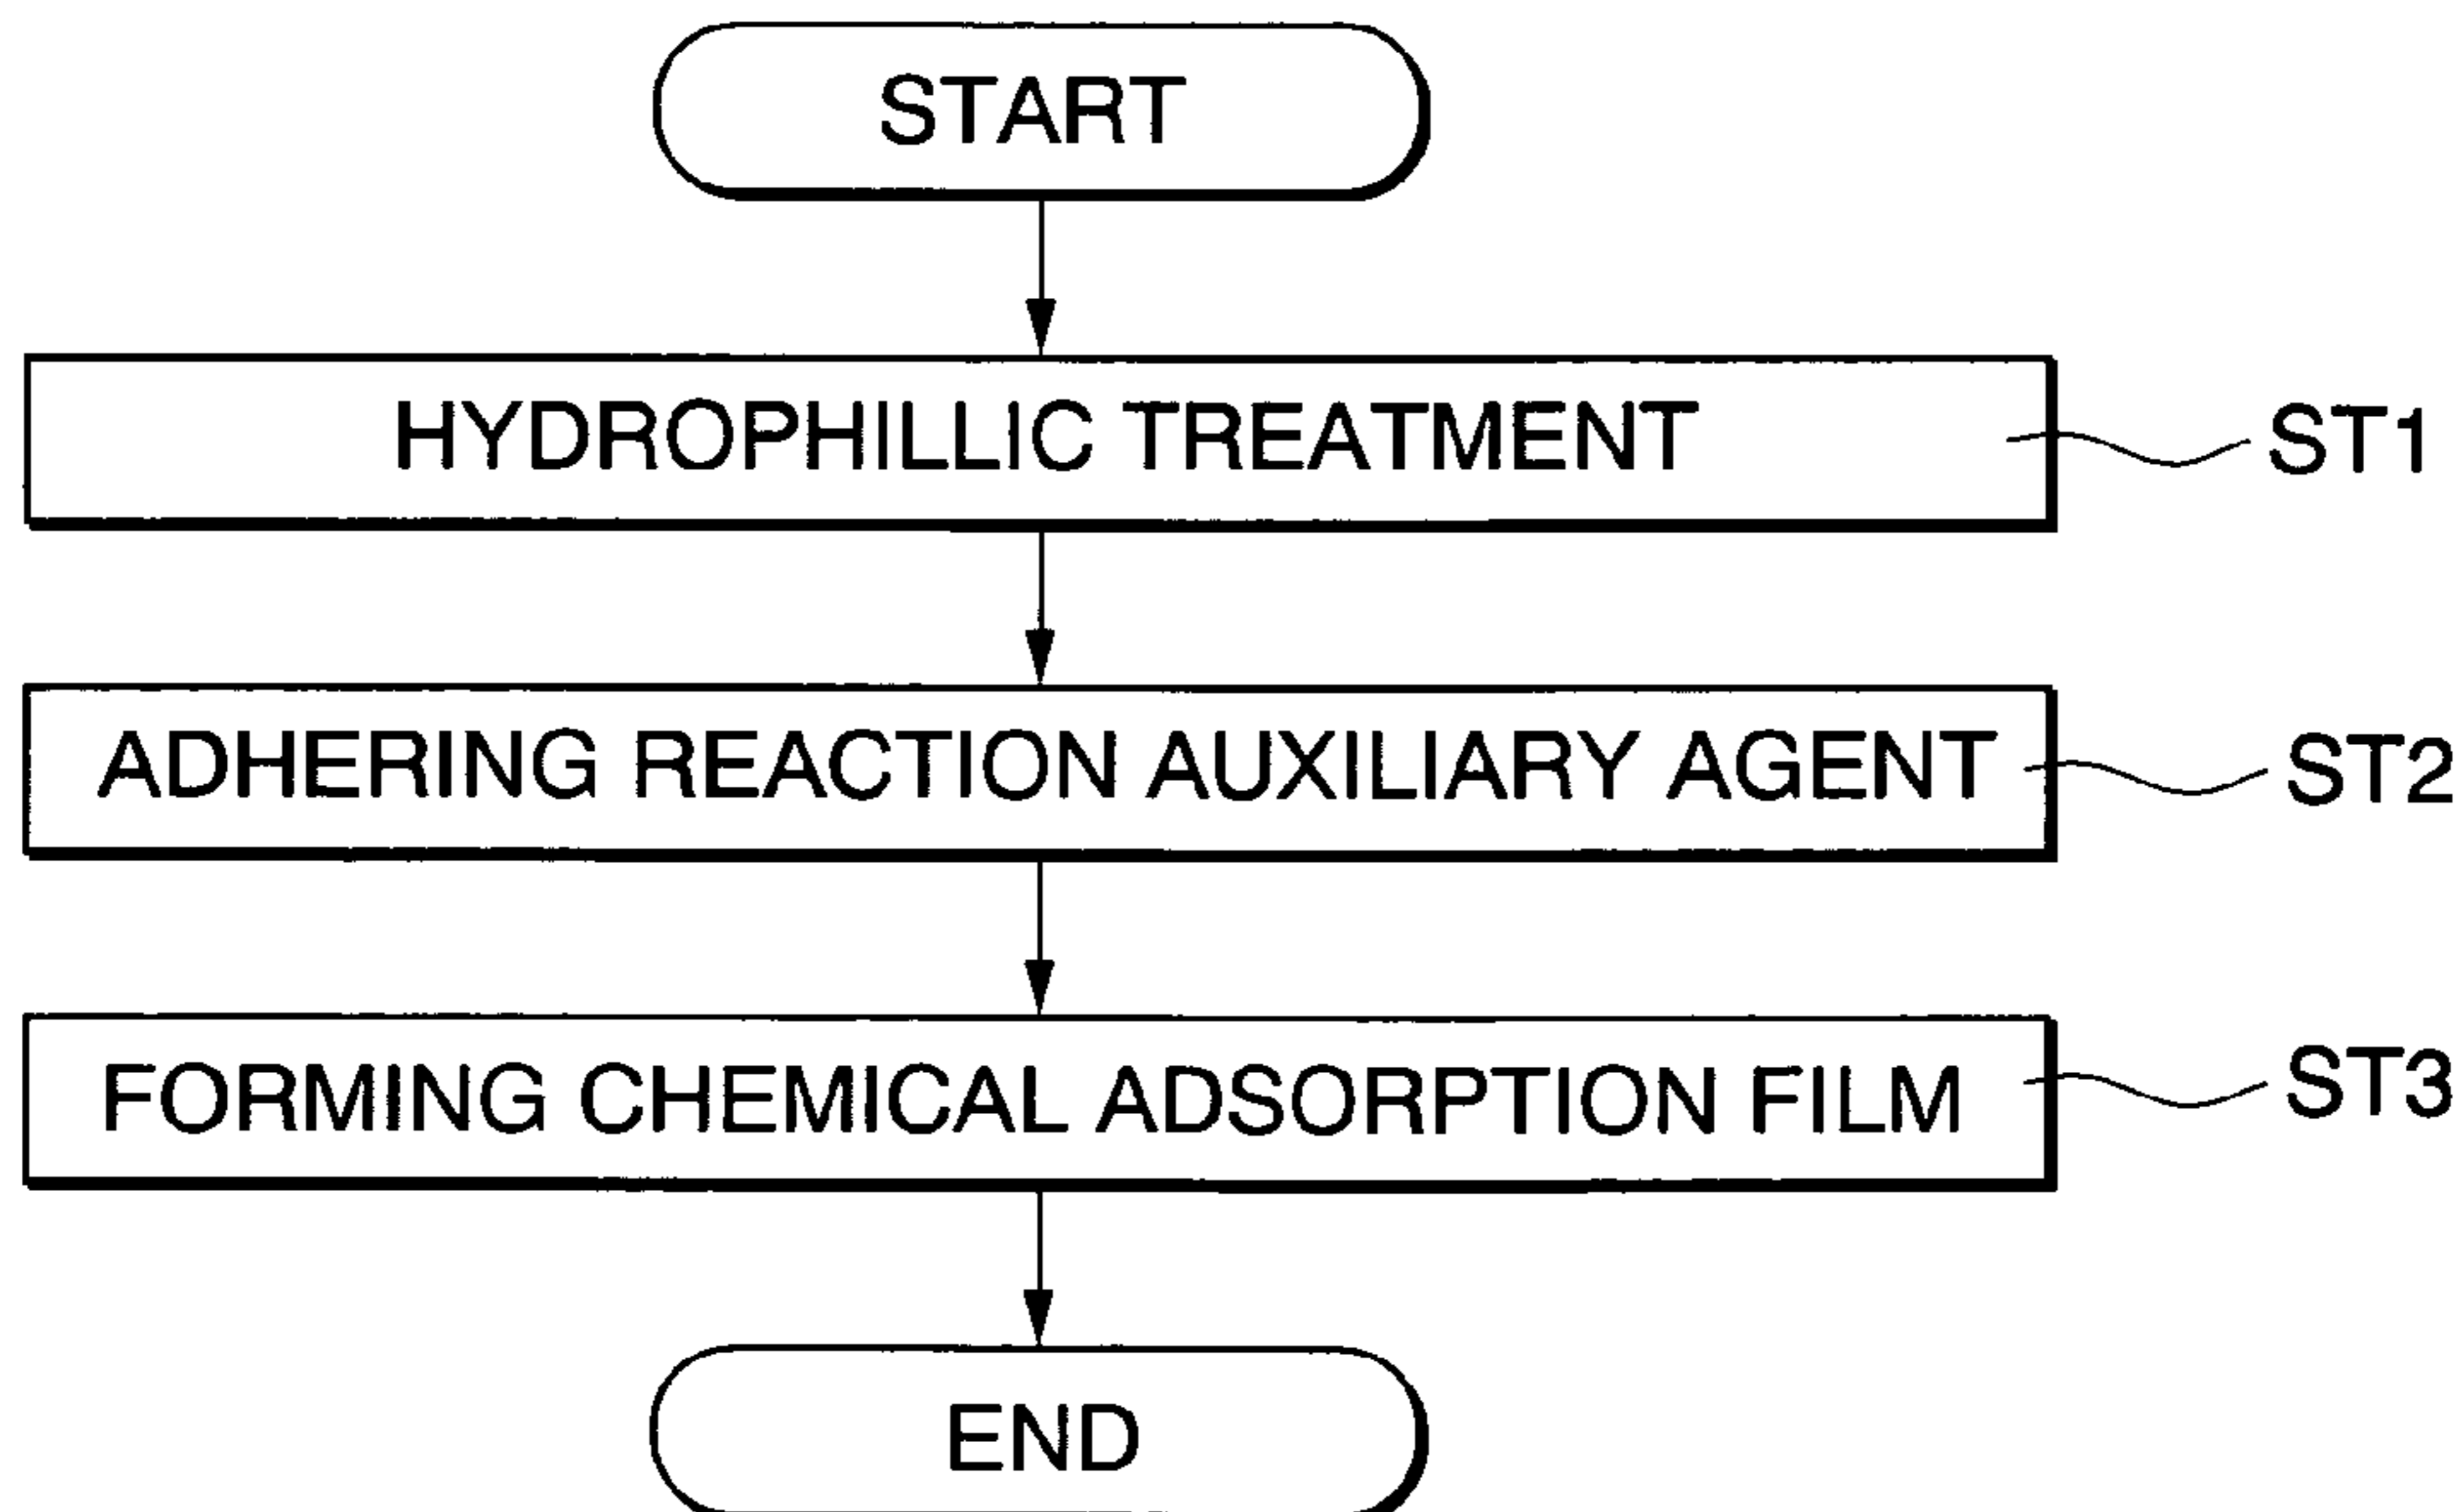 START
HYDROPHILLIC TREATMENT ST1
ADHERING REACTION AUXILIARY AGENT ST2
FORMING CHEMICAL ADSORPTION FILM ST3
END